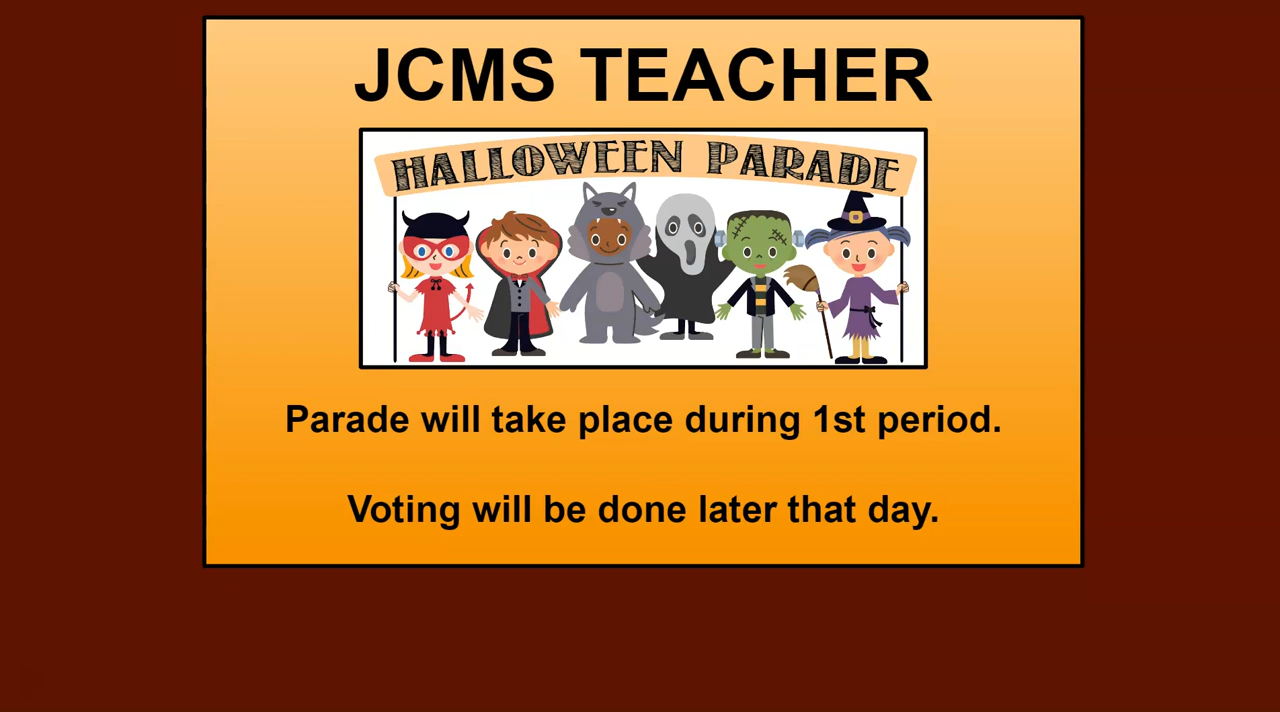 JCMS TEACHER
HALLOWEEN PARADE
Parade will take place during 1st period.
Voting will be done later that day.